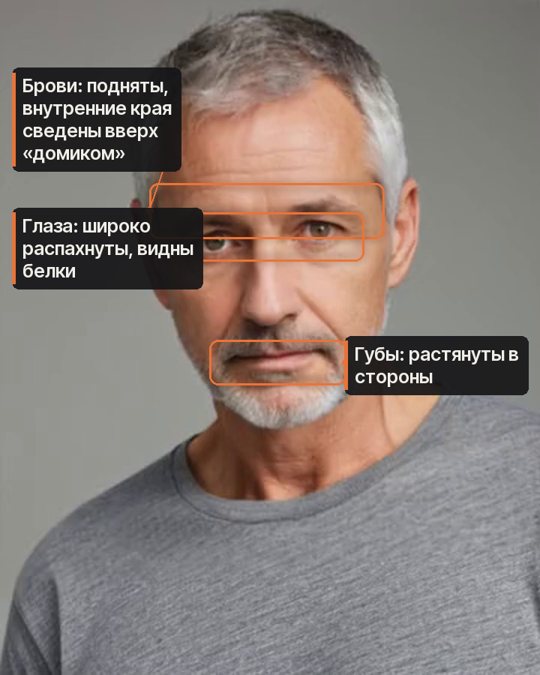 Брови: подняты,
внутренние края
сведены вверх
«домиком»
Глаза: широко
распахнуты, видны
белки
Губы: растянуты в
стороны